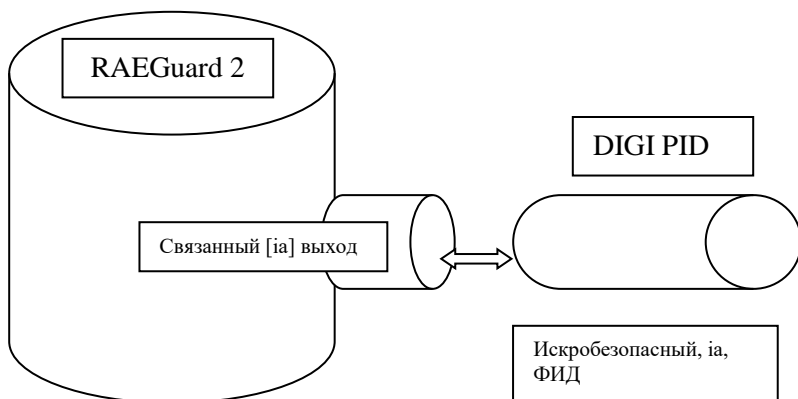 RAEGuard 2
DIGI PID
Связанный [ia] выход
Искробезопасный, ia,
ФИД